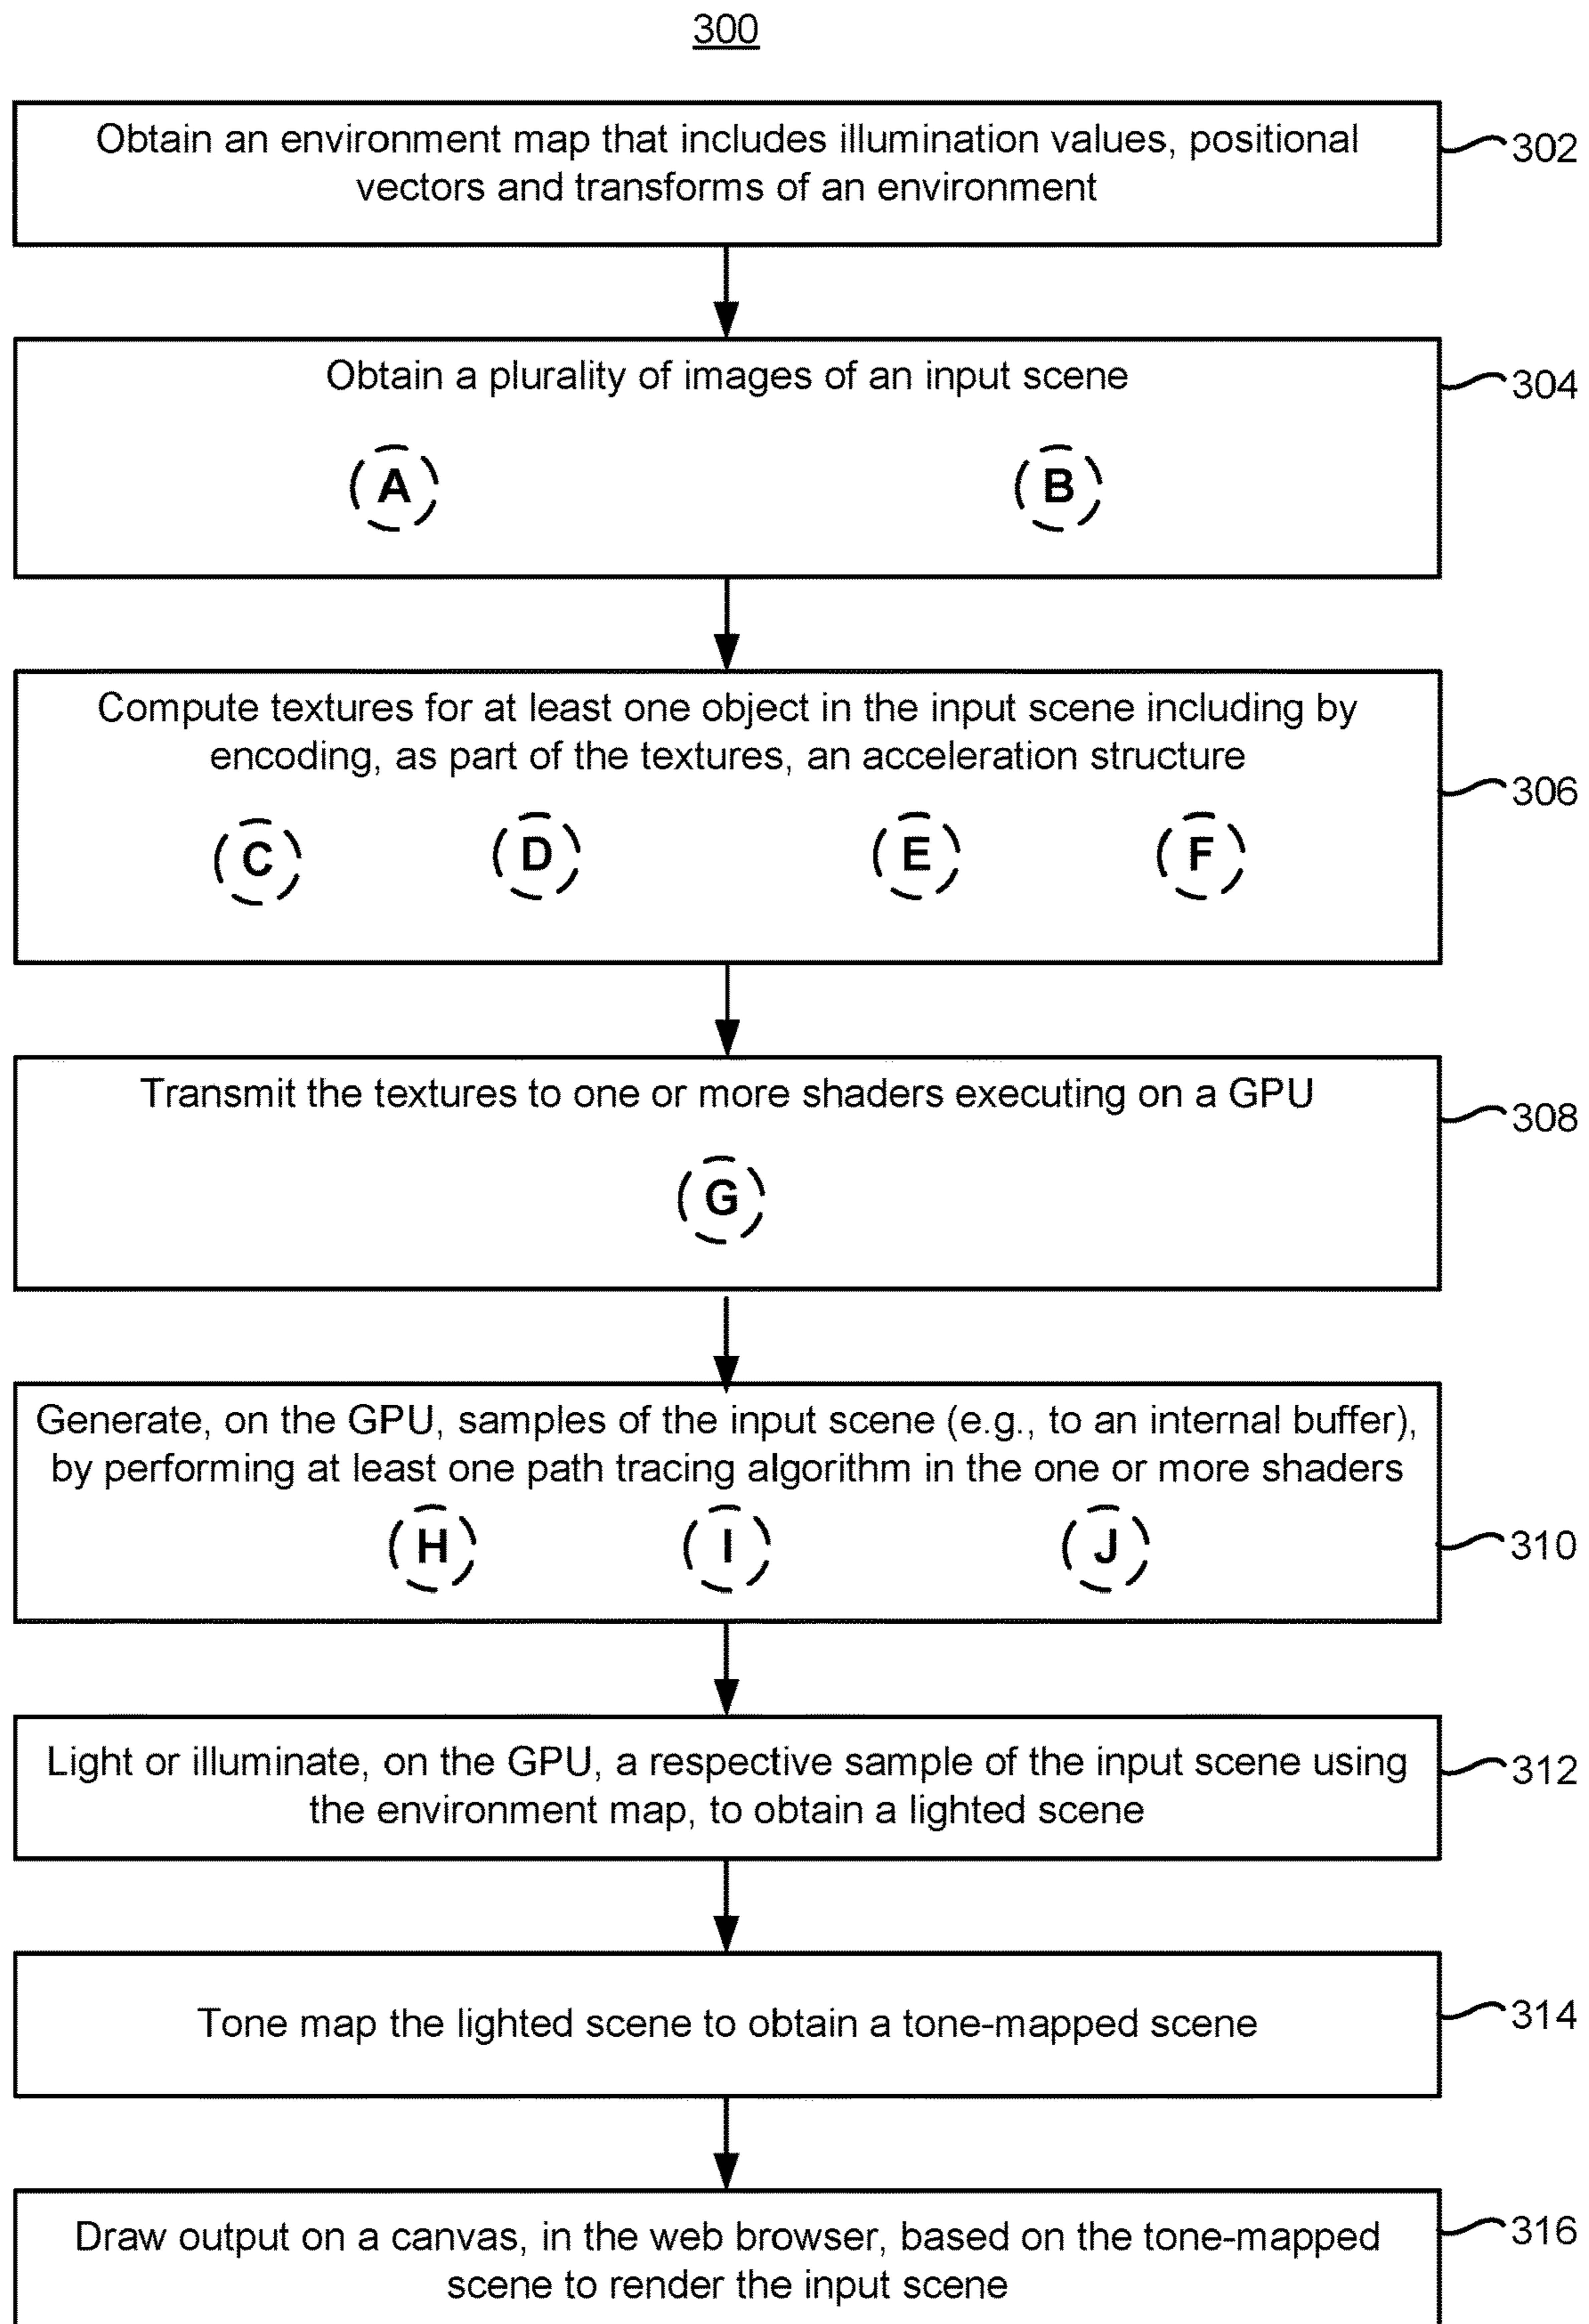 300
Obtain an environment map that includes illumination values, positional
vectors and transforms of an environment
302
Obtain a plurality of images of an input scene
304
A B
Compute textures for at least one object in the input scene including by
encoding, as part of the textures, an acceleration structure
306
C D E F
Transmit the textures to one or more shaders executing on a GPU
308
G
Generate, on the GPU, samples of the input scene (e.g., to an internal buffer),
by performing at least one path tracing algorithm in the one or more shaders
H I J
310
Light or illuminate, on the GPU, a respective sample of the input scene using
the environment map, to obtain a lighted scene
312
Tone map the lighted scene to obtain a tone-mapped scene
314
Draw output on a canvas, in the web browser, based on the tone-mapped
scene to render the input scene
316